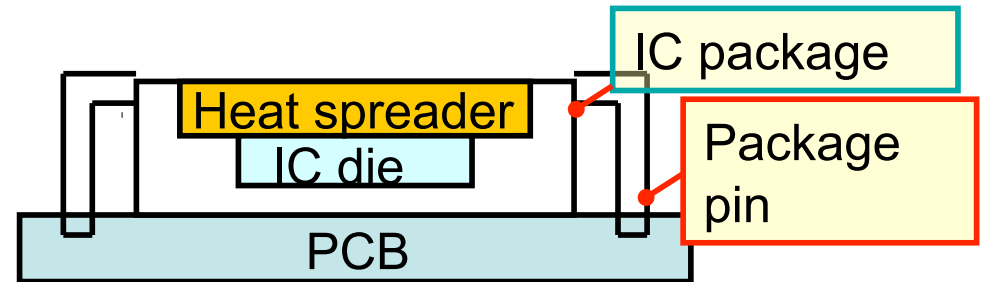 IC package
Heat spreader
Package
pin
IC die
PCB